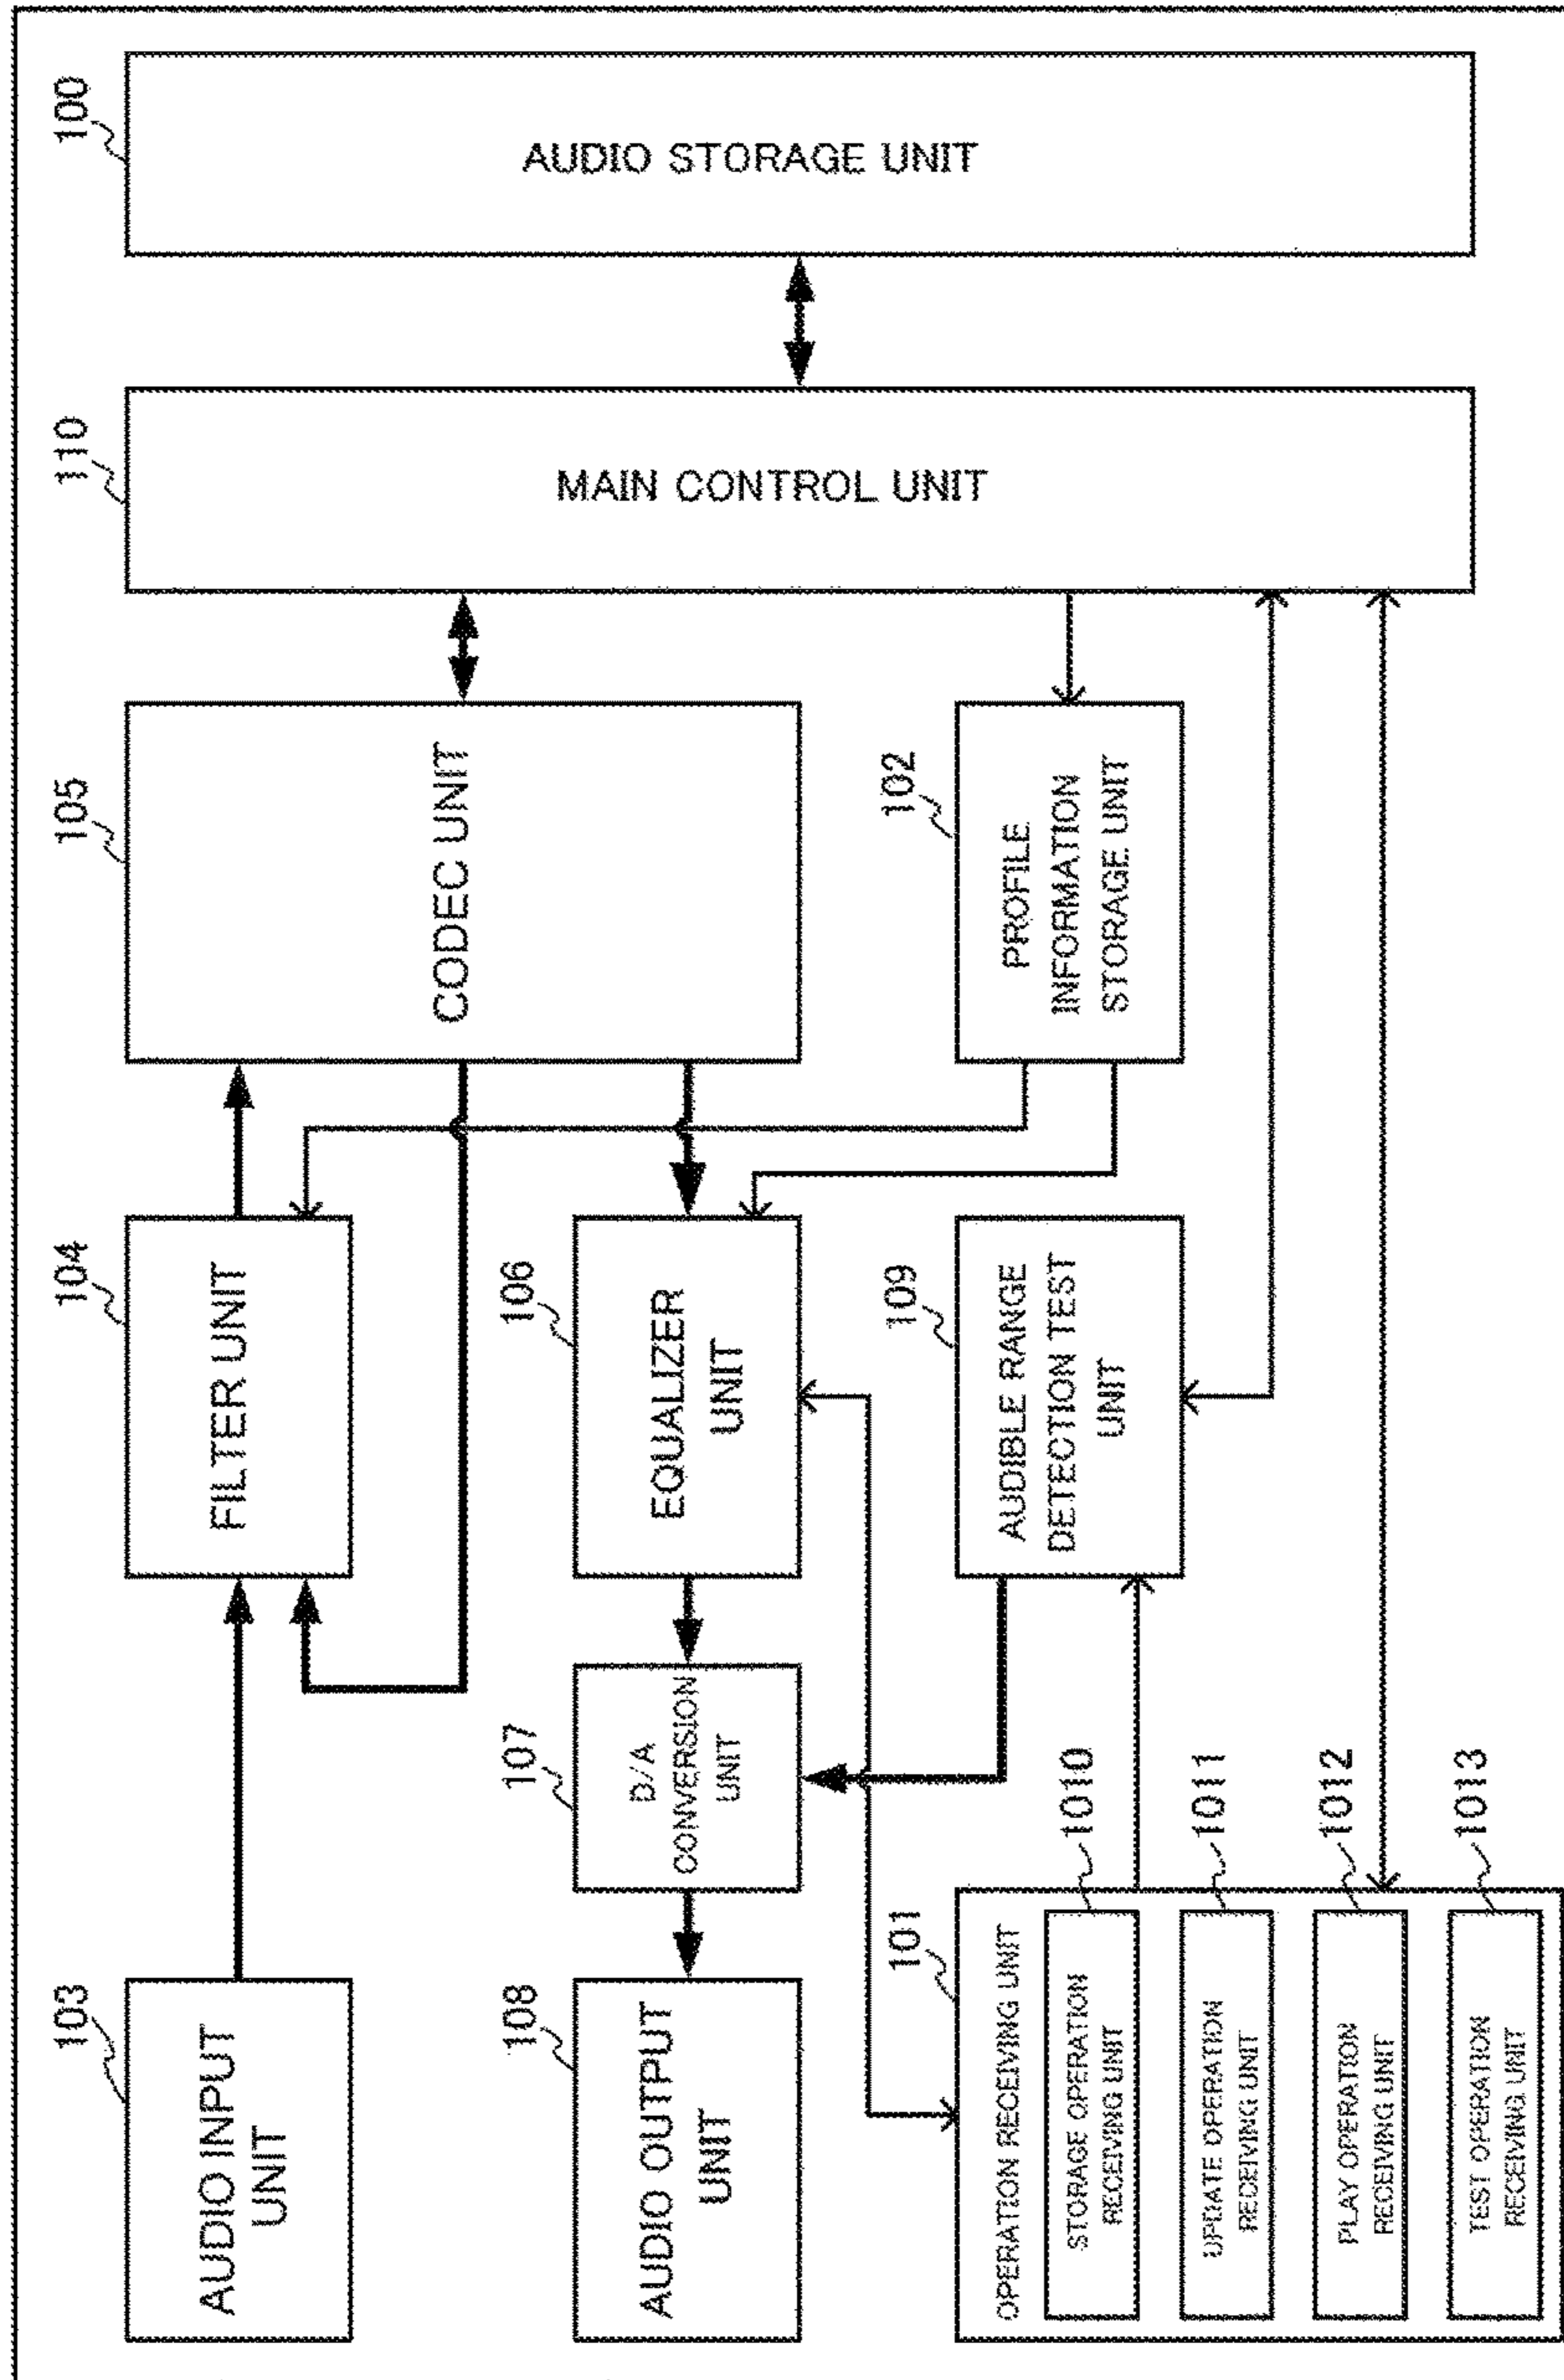 103
AUDIO INPUT
UNIT
104
FILTER UNIT
105
CODEC UNIT
110
MAIN CONTROL UNIT
100
AUDIO STORAGE UNIT
108
AUDIO OUTPUT
UNIT
107
D/A
CONVERSION
UNIT
106
EQUALIZER
UNIT
101
OPERATION RECEIVING UNIT
STORAGE OPERATION
RECEIVING UNIT
1010
UPDATE OPERATION
RECEIVING UNIT
1011
PLAY OPERATION
RECEIVING UNIT
1012
TEST OPERATION
RECEIVING UNIT
1013
109
AUDIBLE RANGE
DETECTION TEST
UNIT
102
PROFILE
INFORMATION
STORAGE UNIT